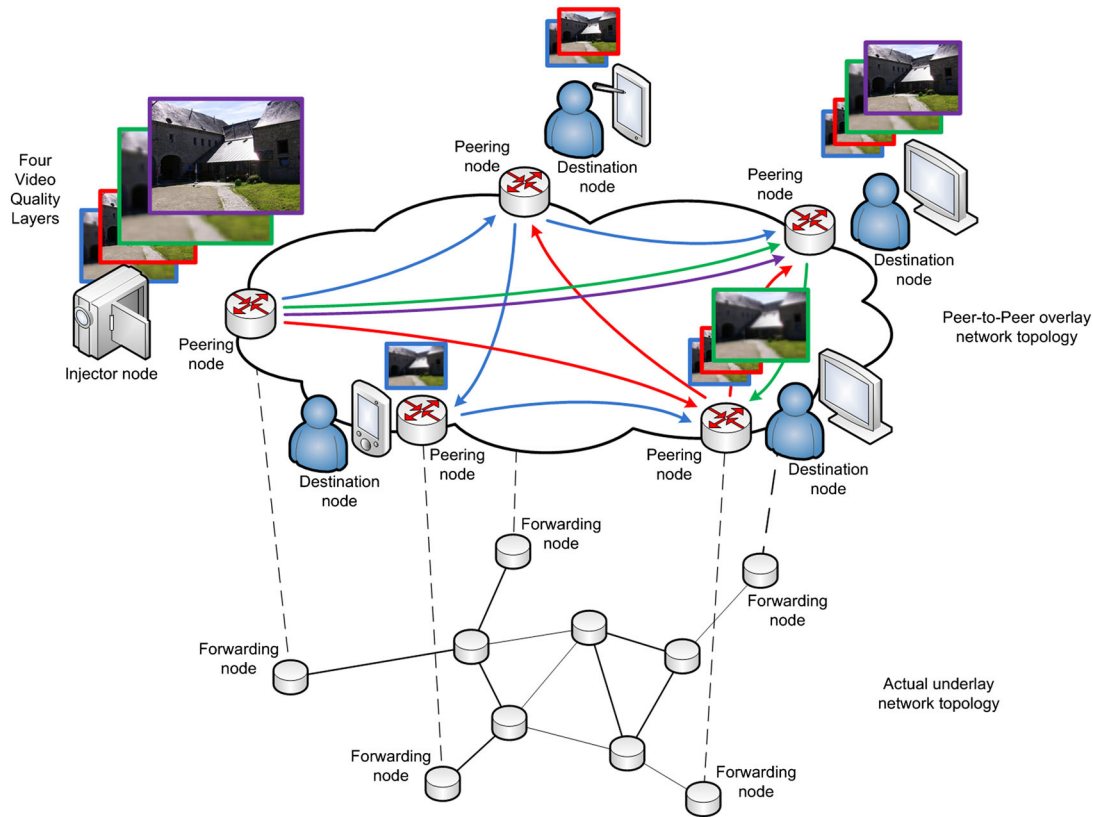 Four
Video
Quality
Layers
Injector node
Peering
node
Peering
node
Destination
node
Peering
node
Destination
node
Peer-to-Peer overlay
network topology
Destination
node
Peering
node
Peering
node
Destination
node
Forwarding
node
Forwarding
node
Forwarding
node
Actual underlay
network topology
Forwarding
node
Forwarding
node